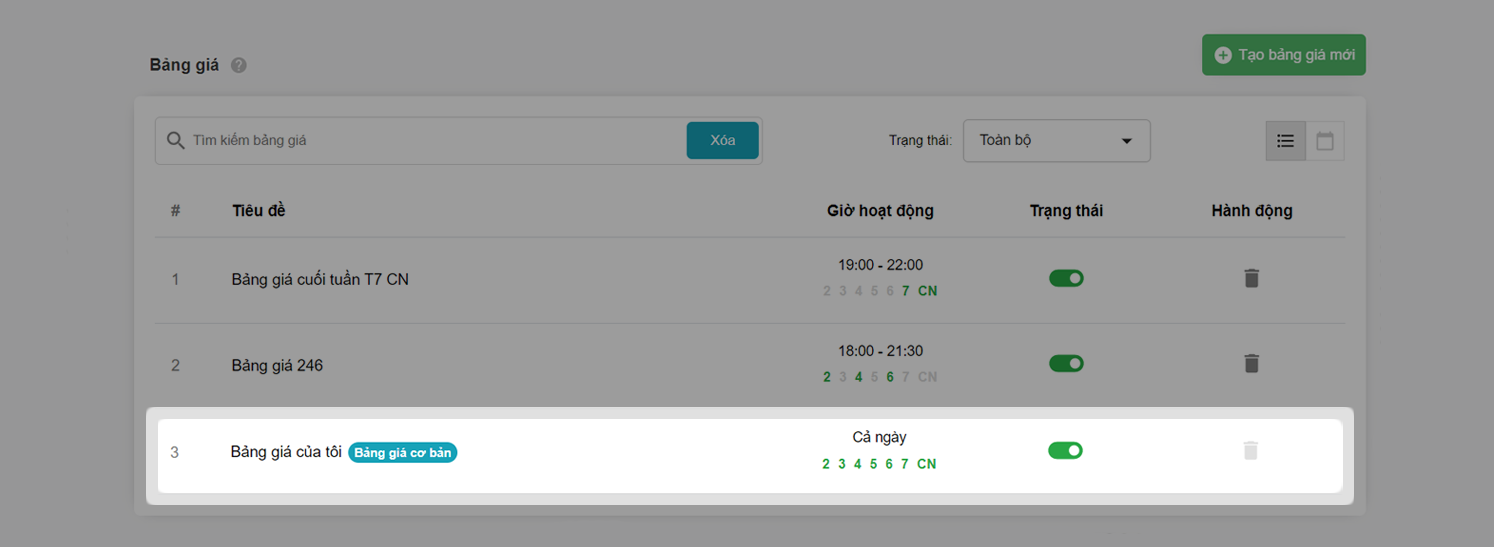 Bảng giá ?
Tạo bảng giá mới
Tìm kiếm bảng giá Xóa Trạng thái: Toàn bộ
# Tiêu đề Giờ hoạt động Trạng thái Hành động
19:00 - 22:00
1 Bảng giá cuối tuần T7 CN
2 3 4 5 6 7 CN
18:00 - 21:30
2 Bảng giá 246
2 3 4 5 6 7 CN
Cả ngày
3 Bảng giá của tôi Bảng giá cơ bản
2 3 4 5 6 7 CN